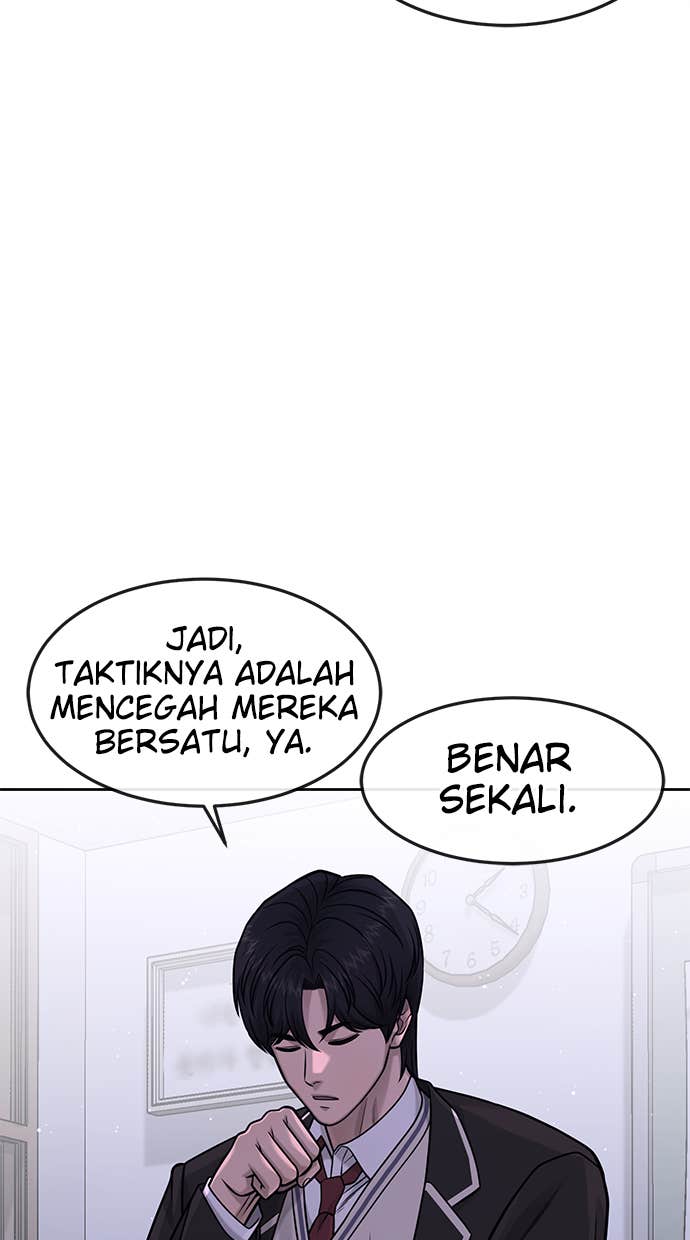 JADI,
TAKTIKNYA ADALAH
MENCEGAH MEREKA
BERSATU, YA.
BENAR
SEKALI.